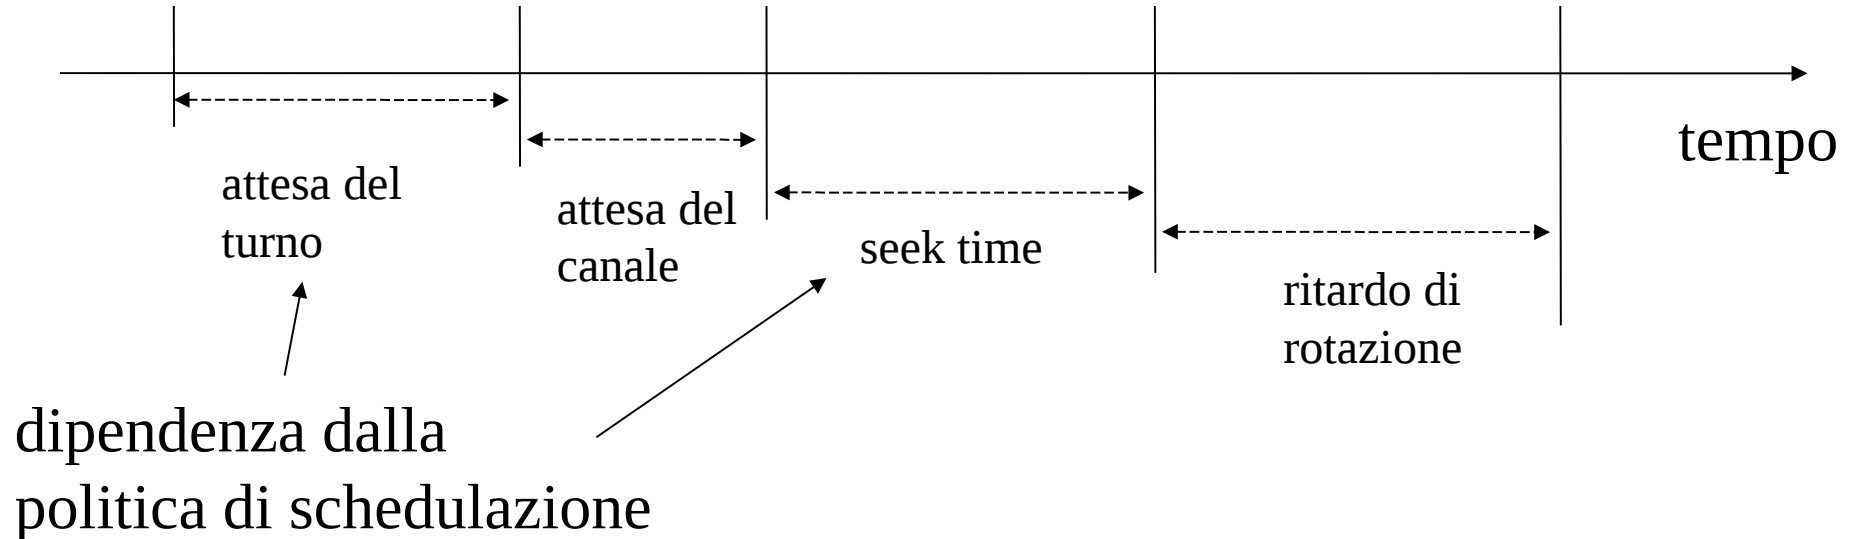 tempo
attesa del
turno
attesa del
canale
seek time
ritardo di
rotazione
dipendenza dalla
politica di schedulazione